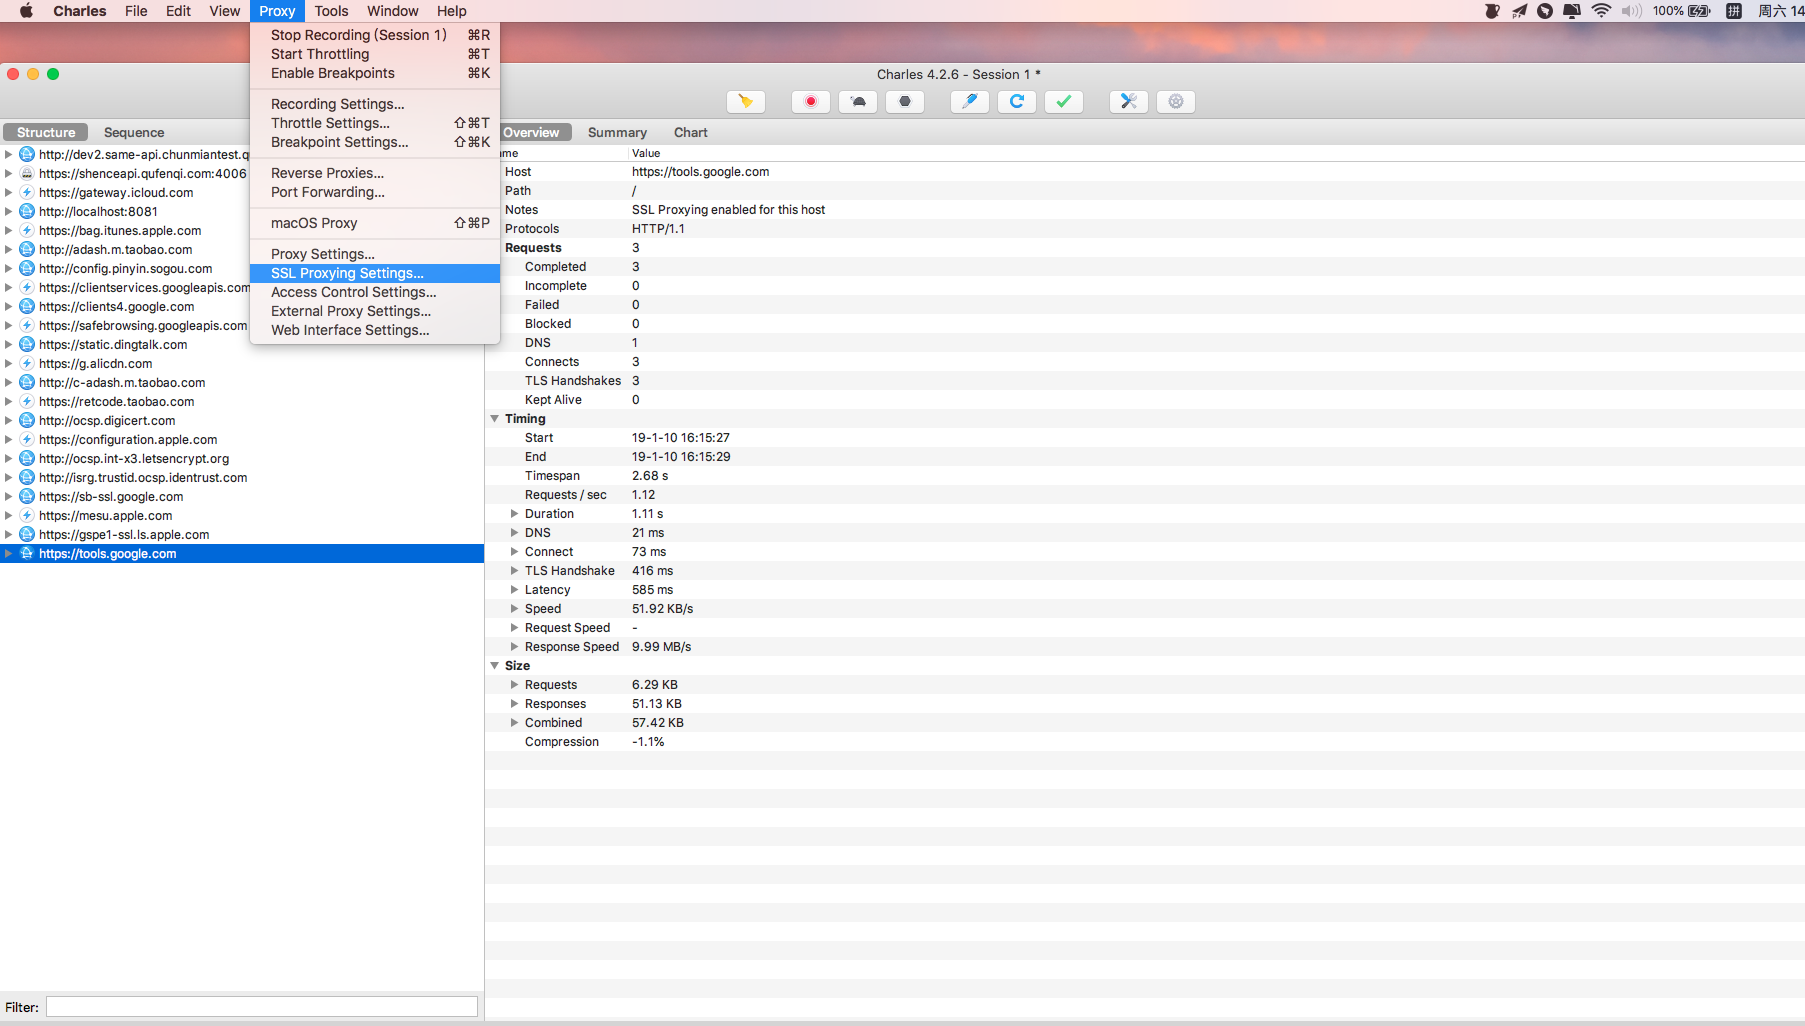 Charles File Edit View Proxy Tools Window Help 100% 拼 周六 14
Stop Recording (Session 1) ⌘R
Start Throttling ⌘T
Enable Breakpoints ⌘K
Recording Settings...
Throttle Settings... ⇧⌘T
Breakpoint Settings... ⇧⌘K
Reverse Proxies...
Port Forwarding...
macOS Proxy ⇧⌘P
Proxy Settings...
SSL Proxying Settings...
Access Control Settings...
External Proxy Settings...
Web Interface Settings...
Charles 4.2.6 - Session 1 *
Structure Sequence
http://dev2.same-api.chunmiantest.q
https://shenceapi.qufenqi.com:4006
https://gateway.icloud.com
http://localhost:8081
https://bag.itunes.apple.com
http://adash.m.taobao.com
http://config.pinyin.sogou.com
https://clientservices.googleapis.com
https://clients4.google.com
https://safebrowsing.googleapis.com
https://static.dingtalk.com
https://g.alicdn.com
http://c-adash.m.taobao.com
https://retcode.taobao.com
http://ocsp.digicert.com
https://configuration.apple.com
http://ocsp.int-x3.letsencrypt.org
http://isrg.trustid.ocsp.identrust.com
https://sb-ssl.google.com
https://mesu.apple.com
https://gspe1-ssl.ls.apple.com
https://tools.google.com
Filter:
Overview Summary Chart
me Value
Host https://tools.google.com
Path /
Notes SSL Proxying enabled for this host
Protocols HTTP/1.1
Requests 3
Completed 3
Incomplete 0
Failed 0
Blocked 0
DNS 1
Connects 3
TLS Handshakes 3
Kept Alive 0
Timing
Start 19-1-10 16:15:27
End 19-1-10 16:15:29
Timespan 2.68 s
Requests / sec 1.12
Duration 1.11 s
DNS 21 ms
Connect 73 ms
TLS Handshake 416 ms
Latency 585 ms
Speed 51.92 KB/s
Request Speed -
Response Speed 9.99 MB/s
Size
Requests 6.29 KB
Responses 51.13 KB
Combined 57.42 KB
Compression -1.1%